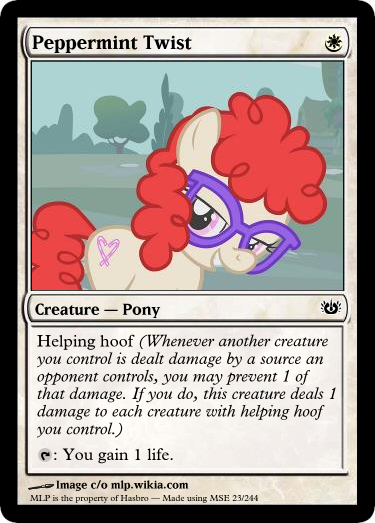 Peppermint Twist
Creature — Pony
Helping hoof (Whenever another creature
you control is dealt damage by a source an
opponent controls, you may prevent 1 of
that damage. If you do, this creature deals 1
damage to each creature with helping hoof
you control.)
: You gain 1 life.
Image c/o mlp.wikia.com
MLP is the property of Hasbro — Made using MSE 23/244